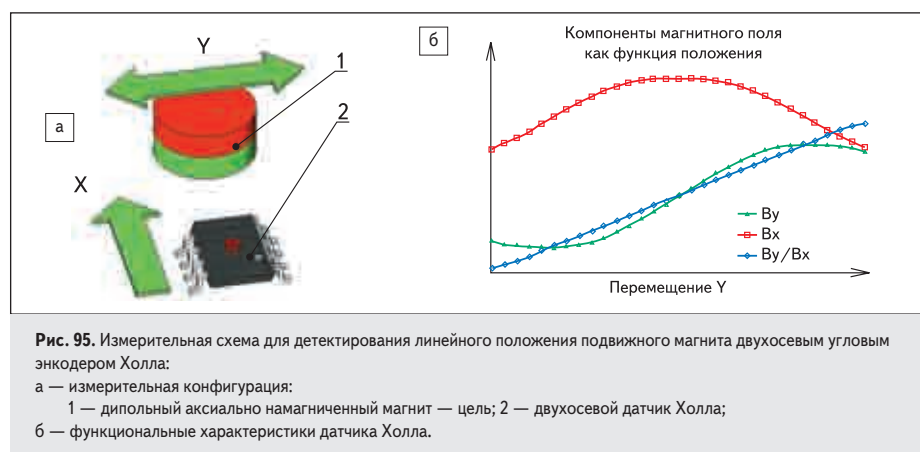 а
Y
1
2
X
б
Компоненты магнитного поля
как функция положения
By
Bx
By/Bx
Перемещение Y
Рис. 95. Измерительная схема для детектирования линейного положения подвижного магнита двухосевым угловым
энкодером Холла:
а — измерительная конфигурация:
1 — дипольный аксиально намагниченный магнит — цель; 2 — двухосевой датчик Холла;
б — функциональные характеристики датчика Холла.